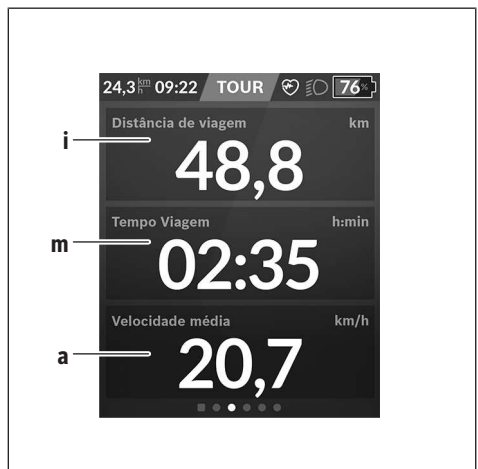 24,3 km/h 09:22 TOUR 76%
Distância de viagem km
i
48,8
Tempo Viagem h:min
m
02:35
Velocidade média km/h
a
20,7